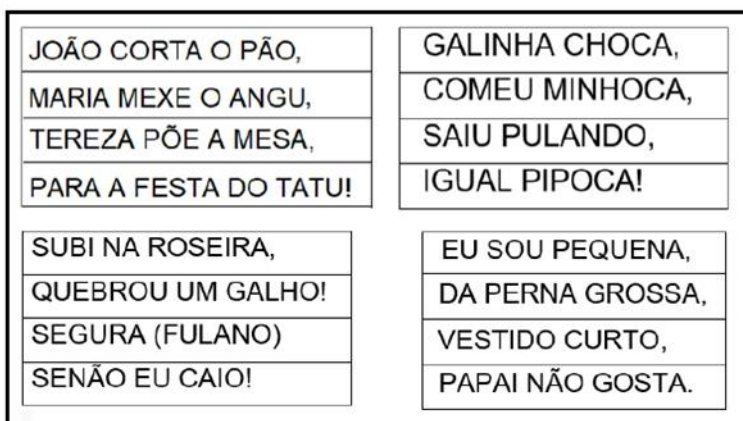 JOÃO CORTA O PÃO,
MARIA MEXE O ANGU,
TEREZA PÕE A MESA,
PARA A FESTA DO TATU!
GALINHA CHOCA,
COMEU MINHOCA,
SAIU PULANDO,
IGUAL PIPOCA!
SUBI NA ROSEIRA,
QUEBROU UM GALHO!
SEGURA (FULANO)
SENÃO EU CAIO!
EU SOU PEQUENA,
DA PERNA GROSSA,
VESTIDO CURTO,
PAPAI NÃO GOSTA.